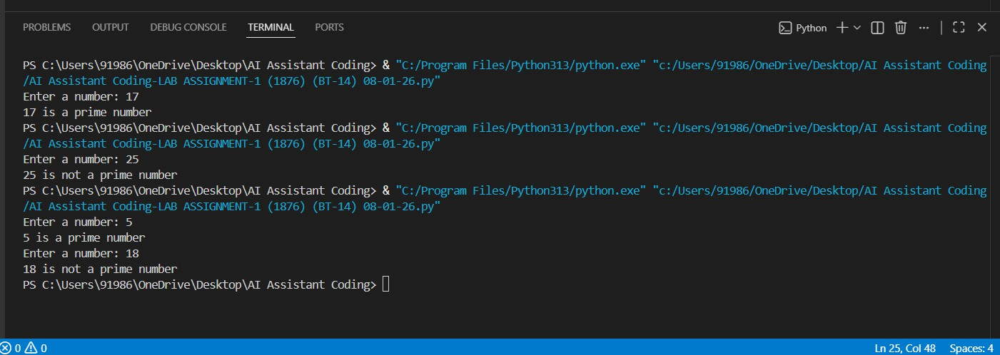 PROBLEMS OUTPUT DEBUG CONSOLE TERMINAL PORTS Python
PS C:\Users\91986\OneDrive\Desktop\AI Assistant Coding> & "C:/Program Files/Python313/python.exe" "c:/Users/91986/OneDrive/Desktop/AI Assistant Coding
/AI Assistant Coding-LAB ASSIGNMENT-1 (1876) (BT-14) 08-01-26.py"
Enter a number: 17
17 is a prime number
PS C:\Users\91986\OneDrive\Desktop\AI Assistant Coding> & "C:/Program Files/Python313/python.exe" "c:/Users/91986/OneDrive/Desktop/AI Assistant Coding
/AI Assistant Coding-LAB ASSIGNMENT-1 (1876) (BT-14) 08-01-26.py"
Enter a number: 25
25 is not a prime number
PS C:\Users\91986\OneDrive\Desktop\AI Assistant Coding> & "C:/Program Files/Python313/python.exe" "c:/Users/91986/OneDrive/Desktop/AI Assistant Coding
/AI Assistant Coding-LAB ASSIGNMENT-1 (1876) (BT-14) 08-01-26.py"
Enter a number: 5
5 is a prime number
Enter a number: 18
18 is not a prime number
PS C:\Users\91986\OneDrive\Desktop\AI Assistant Coding>
0 0 Ln 25, Col 48 Spaces: 4